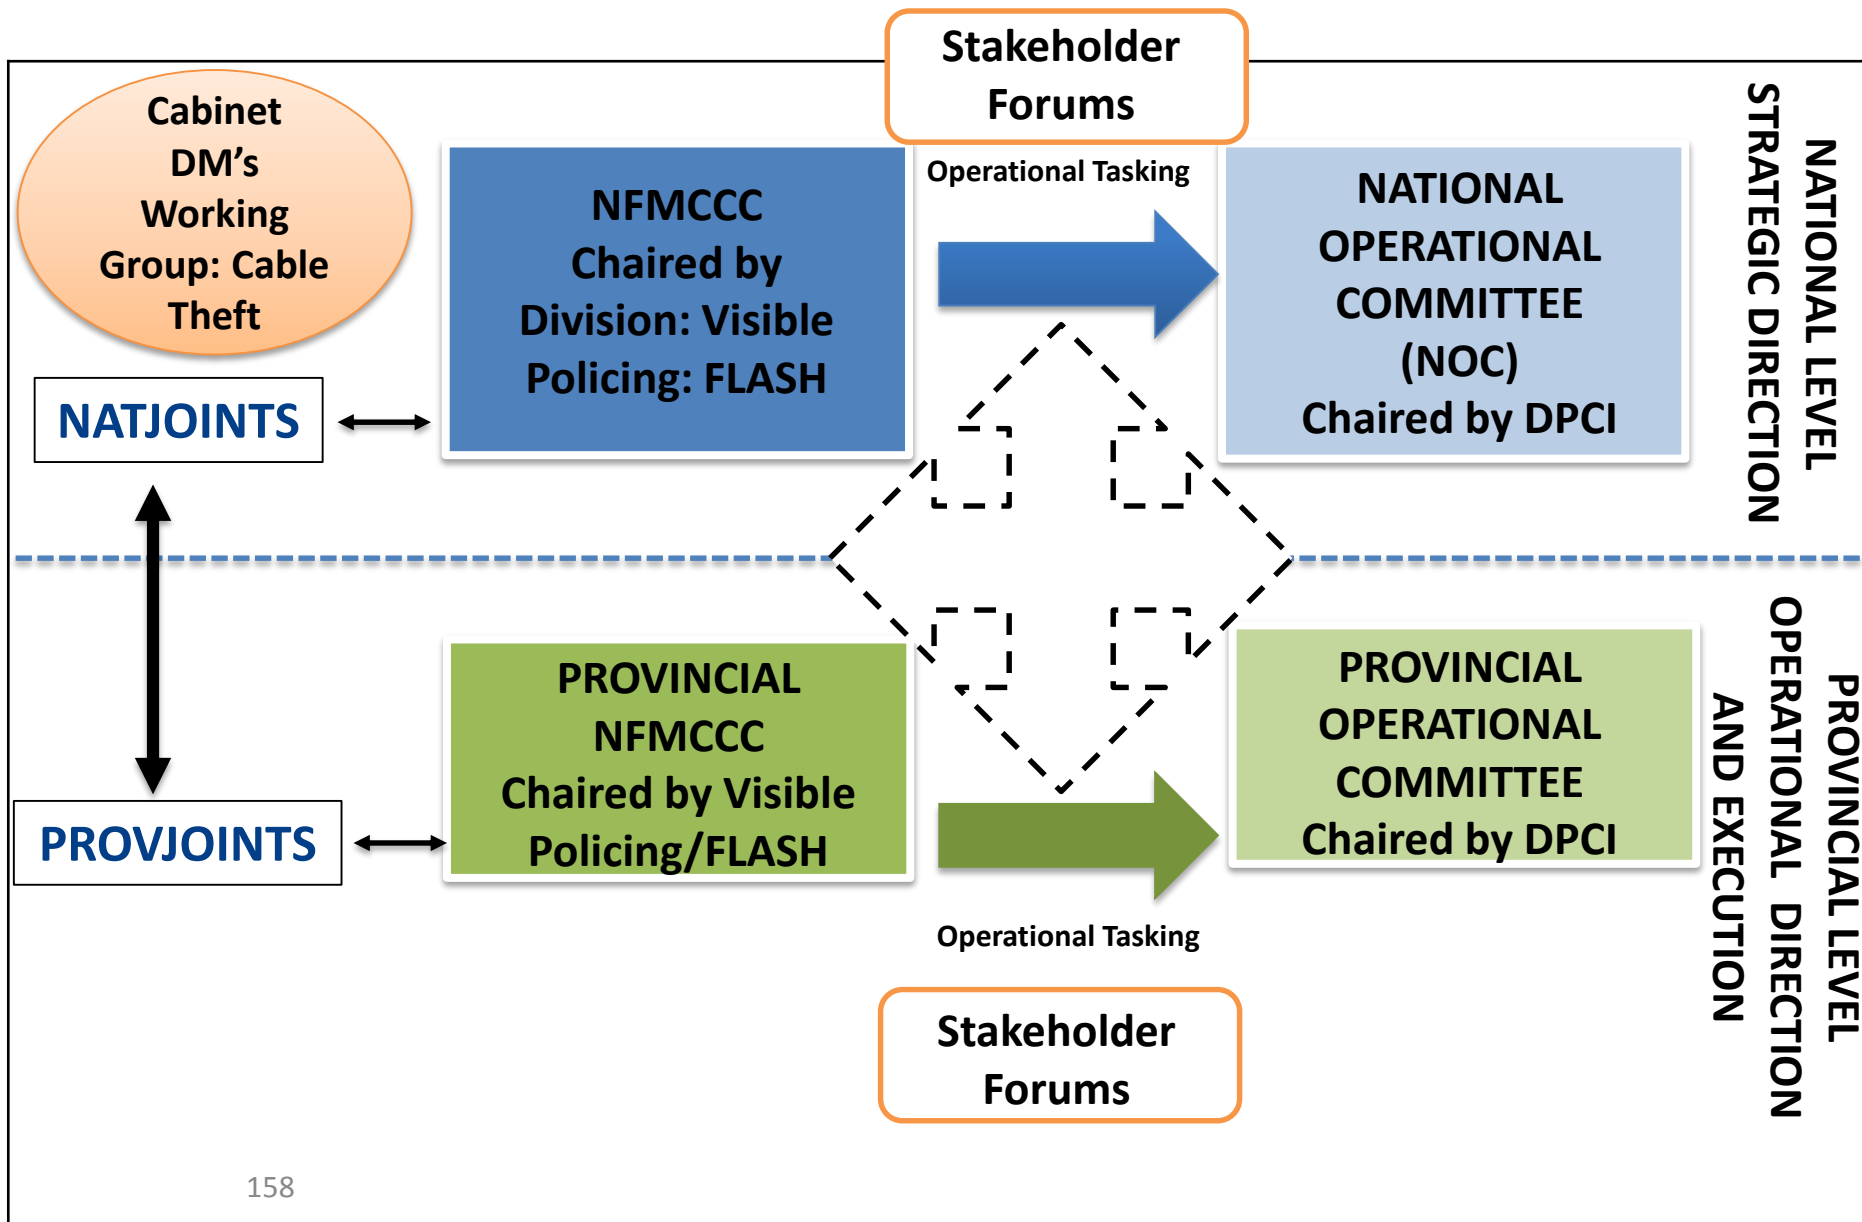 Stakeholder
Forums
Cabinet
DM's
Working
Group: Cable
Theft
NFMCCC
Chaired by
Division: Visible
Policing: FLASH
Operational Tasking
NATIONAL
OPERATIONAL
COMMITTEE
(NOC)
Chaired by DPCI
NATIONAL LEVEL
STRATEGIC DIRECTION
NATJOINTS
PROVJOINTS
PROVINCIAL
NFMCCC
Chaired by Visible
Policing/FLASH
PROVINCIAL
OPERATIONAL
COMMITTEE
Chaired by DPCI
PROVINCIAL LEVEL
OPERATIONAL DIRECTION
AND EXECUTION
Operational Tasking
Stakeholder
Forums
158